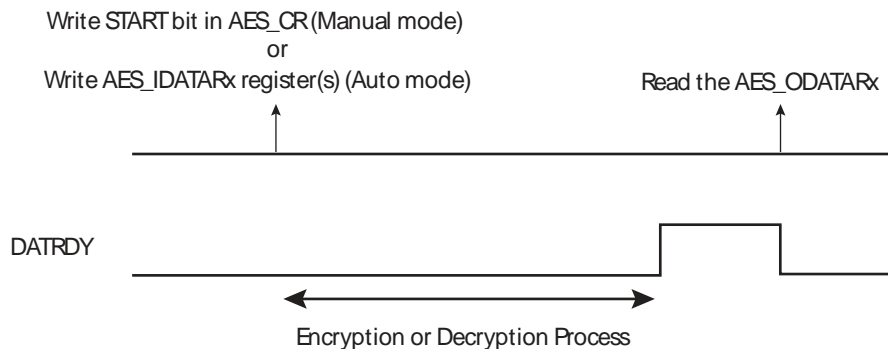 Write START bit in AES_CR (Manual mode)
or
Write AES_IDATARx register(s) (Auto mode)
Read the AES_ODATARx
DATRDY
Encryption or Decryption Process